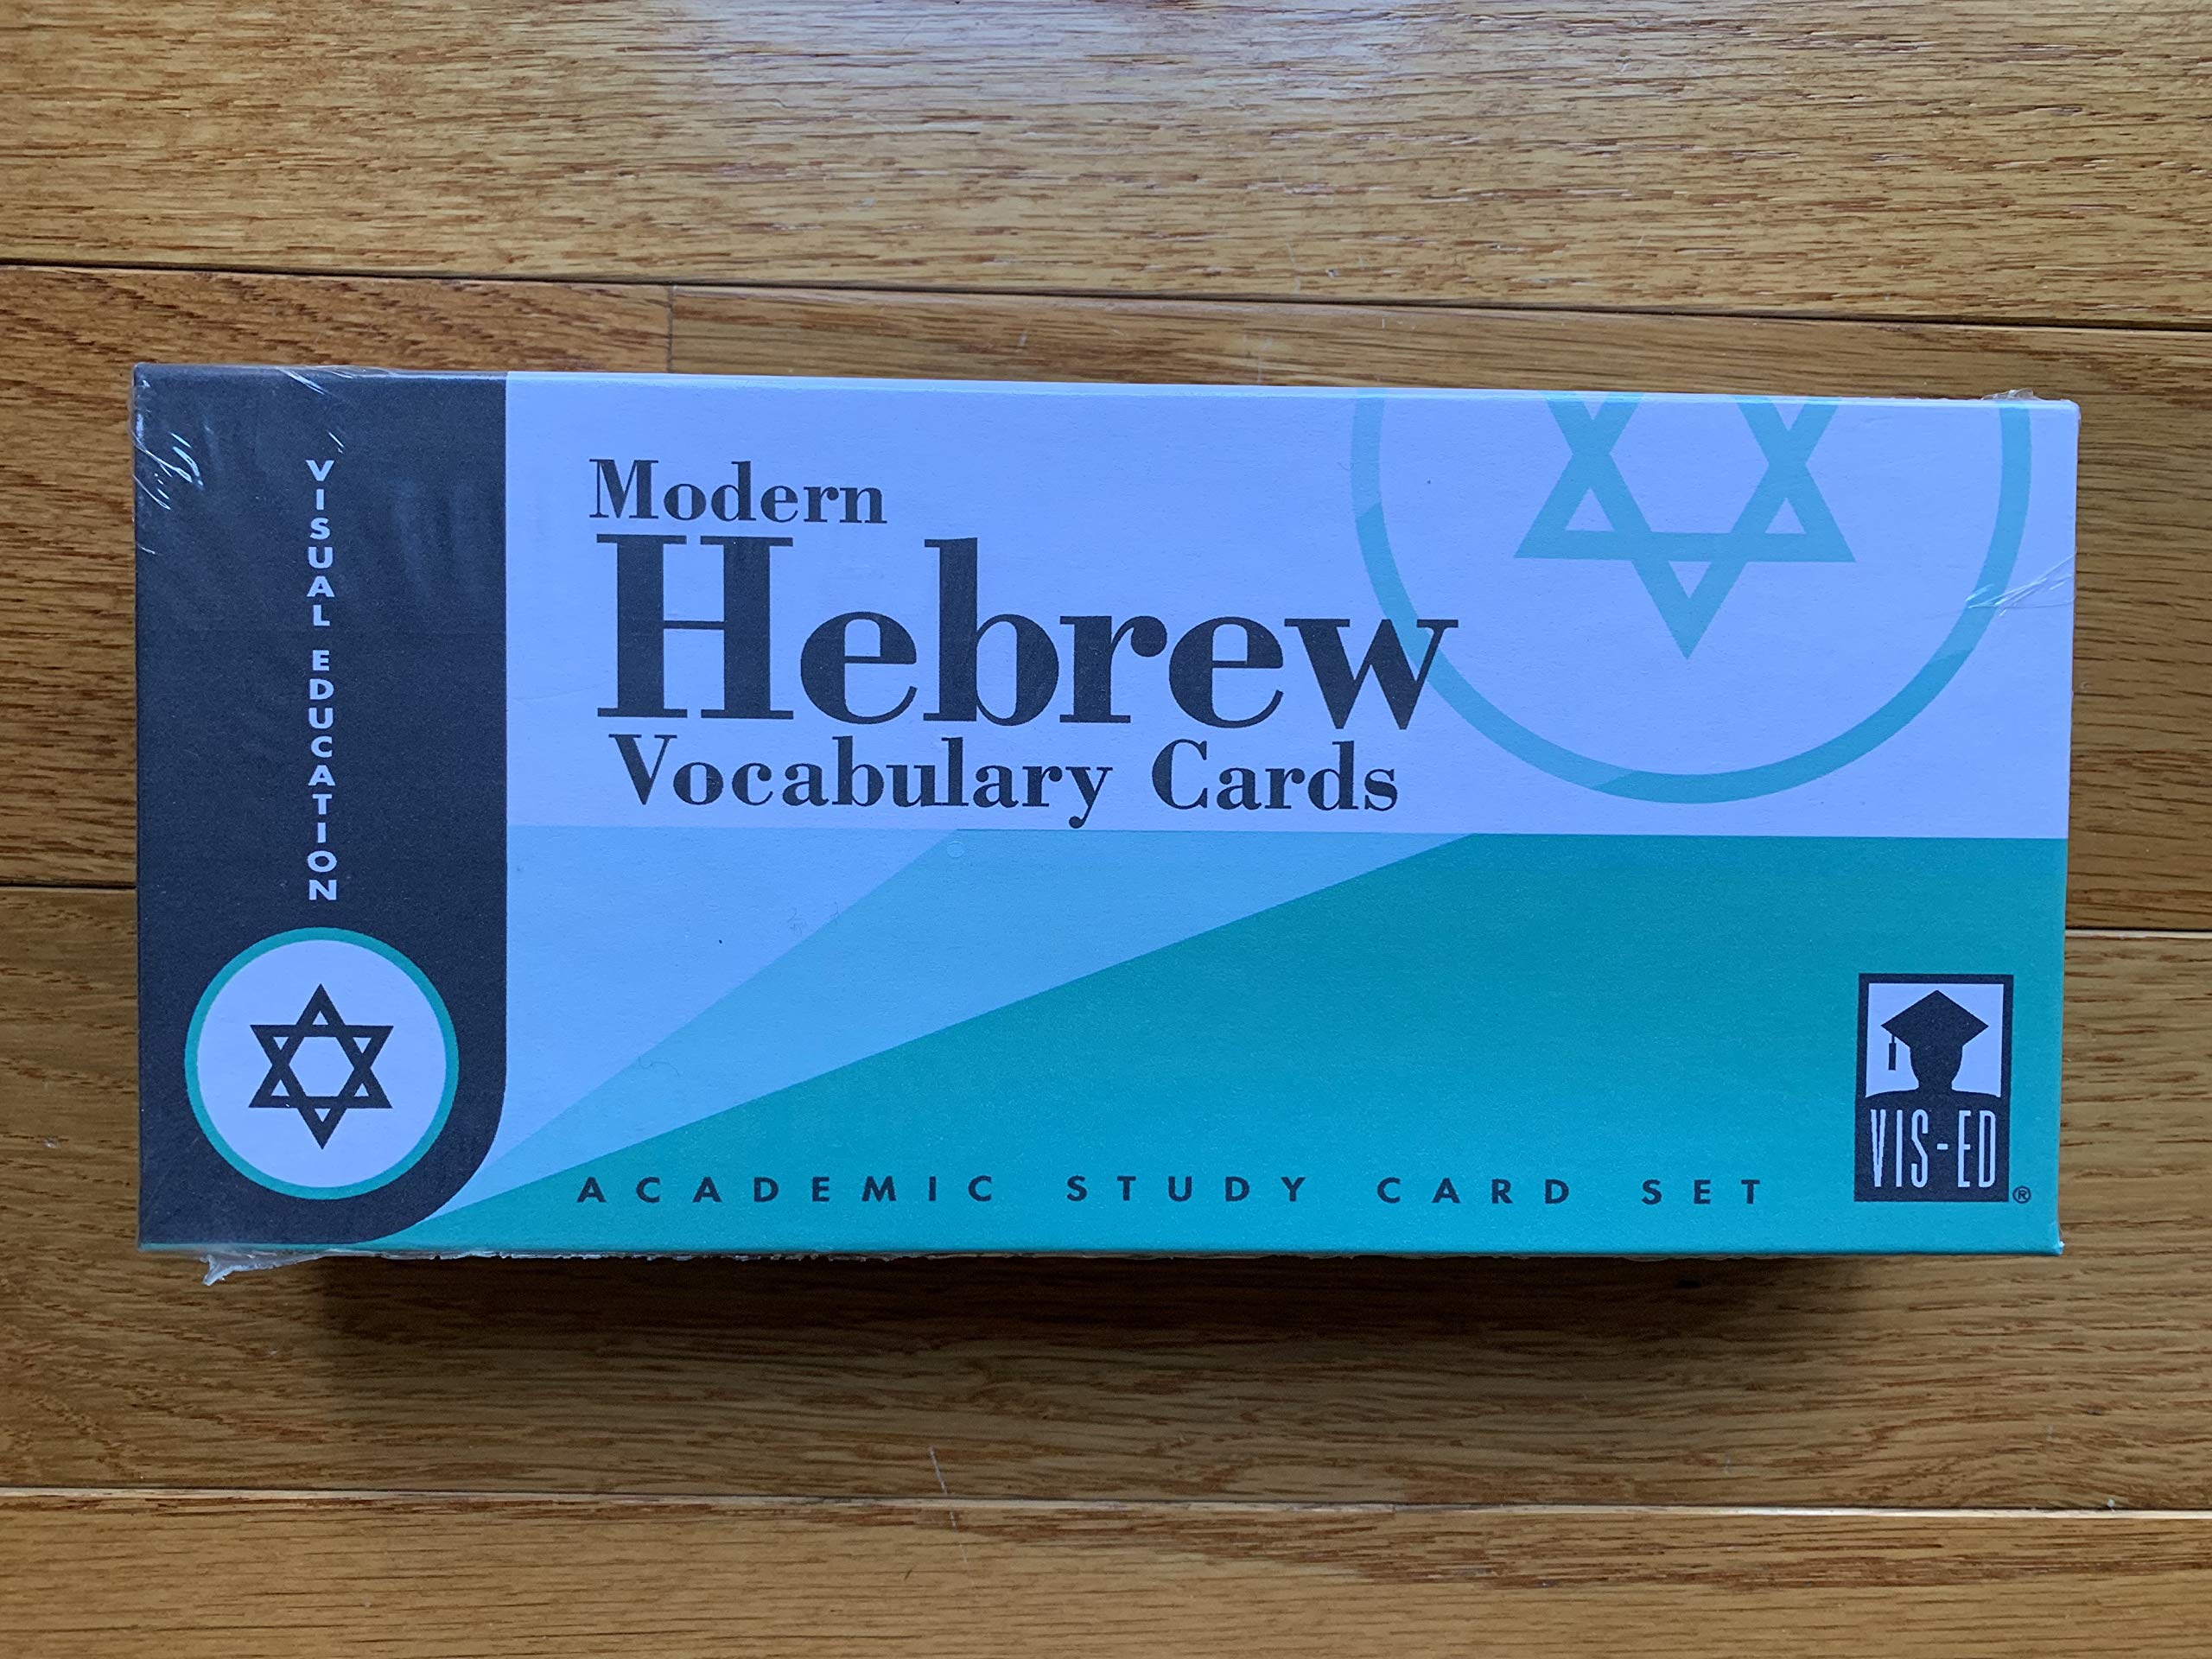 VISUAL EDUCATION
Modern
Hebrew
Vocabulary Cards
ACADEMIC STUDY CARD SET
VIS-ED®